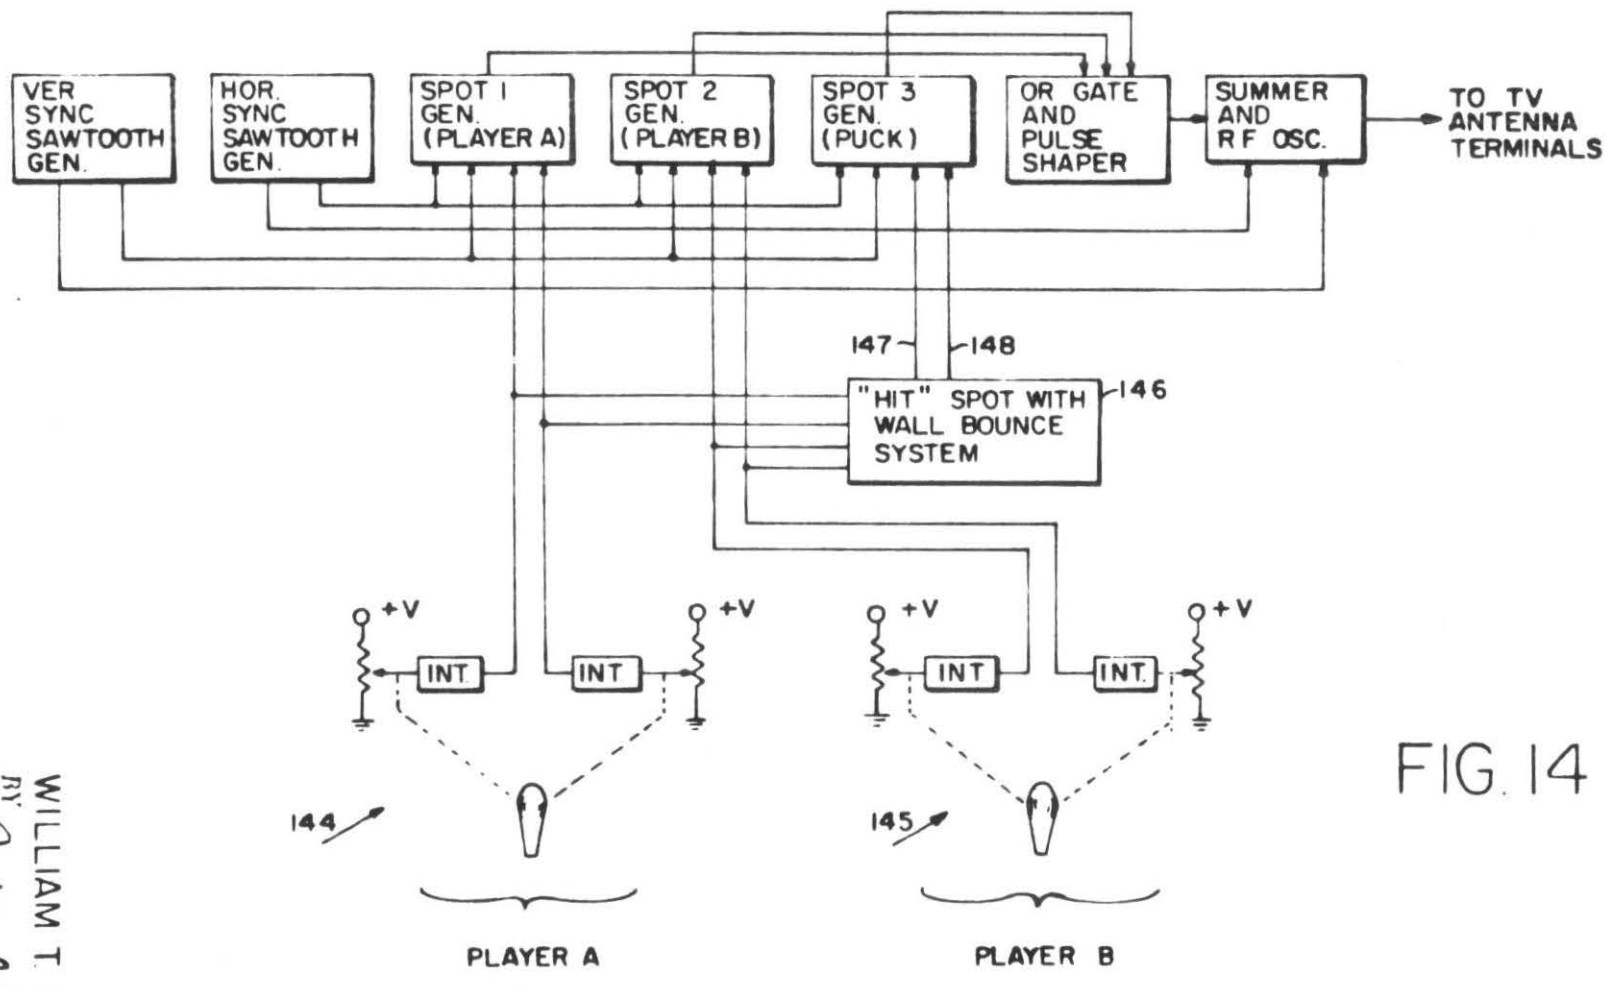 VER
SYNC
SAWTOOTH
GEN.
HOR.
SYNC
SAWTOOTH
GEN.
SPOT 1
GEN.
(PLAYER A)
SPOT 2
GEN.
(PLAYER B)
SPOT 3
GEN.
(PUCK)
OR GATE
AND
PULSE
SHAPER
SUMMER
AND
RF OSC.
TO TV
ANTENNA
TERMINALS
147
148
146
"HIT" SPOT WITH
WALL BOUNCE
SYSTEM
+V
+V
+V
+V
INT.
INT
INT
INT.
144
145
PLAYER A
PLAYER B
FIG. 14
WILLIAM T.
BY